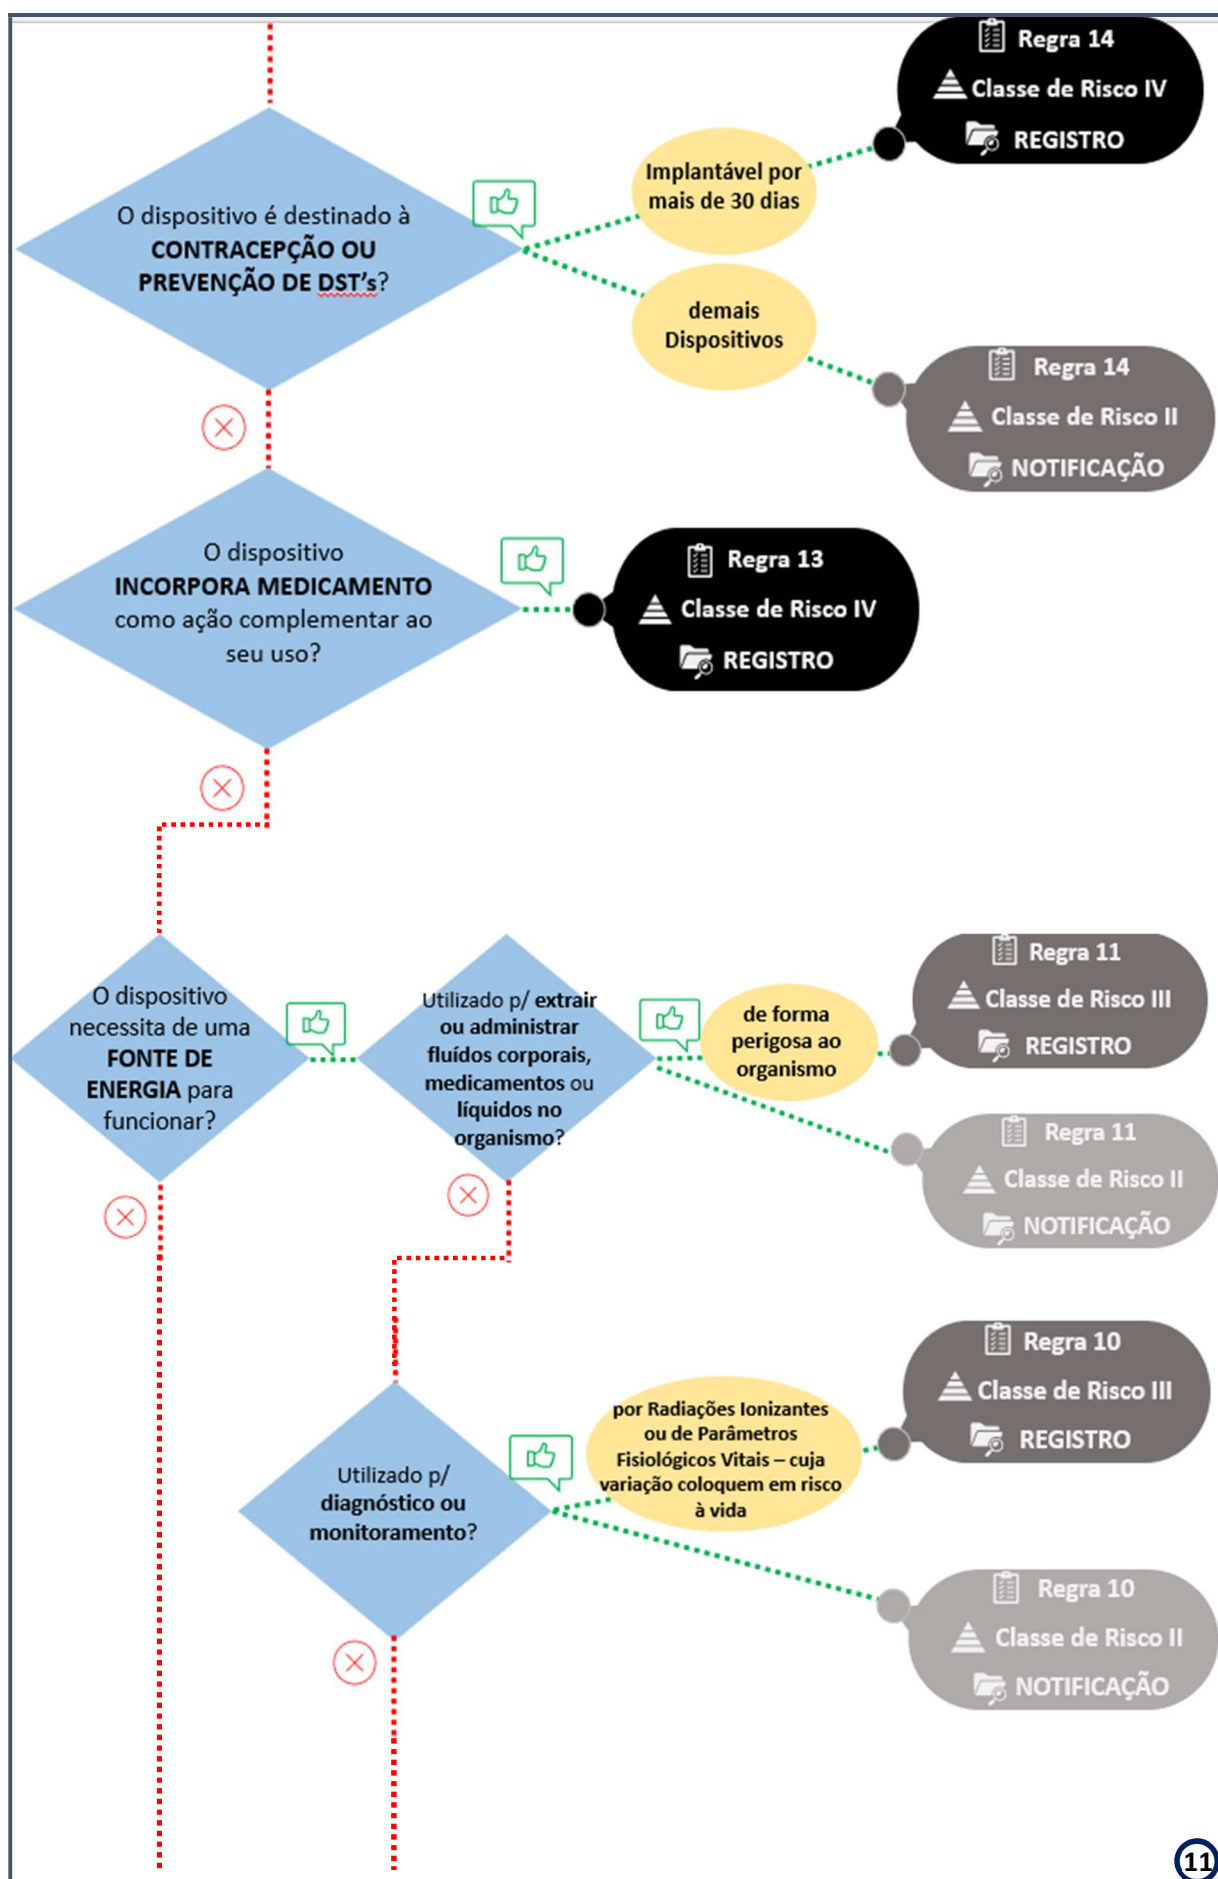 O dispositivo é destinado à
CONTRACEPÇÃO OU
PREVENÇÃO DE DST's?
Implantável por
mais de 30 dias
Regra 14
Classe de Risco IV
REGISTRO
demais
Dispositivos
Regra 14
Classe de Risco II
NOTIFICAÇÃO
O dispositivo
INCORPORA MEDICAMENTO
como ação complementar ao
seu uso?
Regra 13
Classe de Risco IV
REGISTRO
O dispositivo
necessita de uma
FONTE DE
ENERGIA para
funcionar?
Utilizado p/ extrair
ou administrar
fluídos corporais,
medicamentos ou
líquidos no
organismo?
de forma
perigosa ao
organismo
Regra 11
Classe de Risco III
REGISTRO
Regra 11
Classe de Risco II
NOTIFICAÇÃO
Utilizado p/
diagnóstico ou
monitoramento?
por Radiações Ionizantes
ou de Parâmetros
Fisiológicos Vitais – cuja
variação coloquem em risco
à vida
Regra 10
Classe de Risco III
REGISTRO
Regra 10
Classe de Risco II
NOTIFICAÇÃO
11